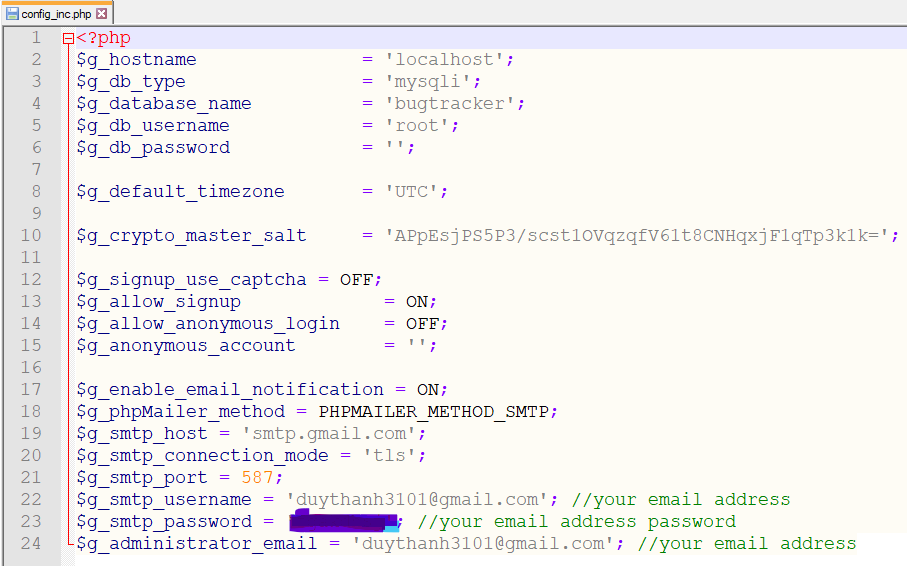 config_inc.php
1 <?php
2 $g_hostname = 'localhost';
3 $g_db_type = 'mysqli';
4 $g_database_name = 'bugtracker';
5 $g_db_username = 'root';
6 $g_db_password = '';
7
8 $g_default_timezone = 'UTC';
9
10 $g_crypto_master_salt = 'APpEsjPS5P3/scst1OVqzqfV61t8CNHqxjF1qTp3k1k=';
11
12 $g_signup_use_captcha = OFF;
13 $g_allow_signup = ON;
14 $g_allow_anonymous_login = OFF;
15 $g_anonymous_account = '';
16
17 $g_enable_email_notification = ON;
18 $g_phpMailer_method = PHPMAILER_METHOD_SMTP;
19 $g_smtp_host = 'smtp.gmail.com';
20 $g_smtp_connection_mode = 'tls';
21 $g_smtp_port = 587;
22 $g_smtp_username = 'duythanh3101@gmail.com'; //your email address
23 $g_smtp_password = ; //your email address password
24 $g_administrator_email = 'duythanh3101@gmail.com'; //your email address